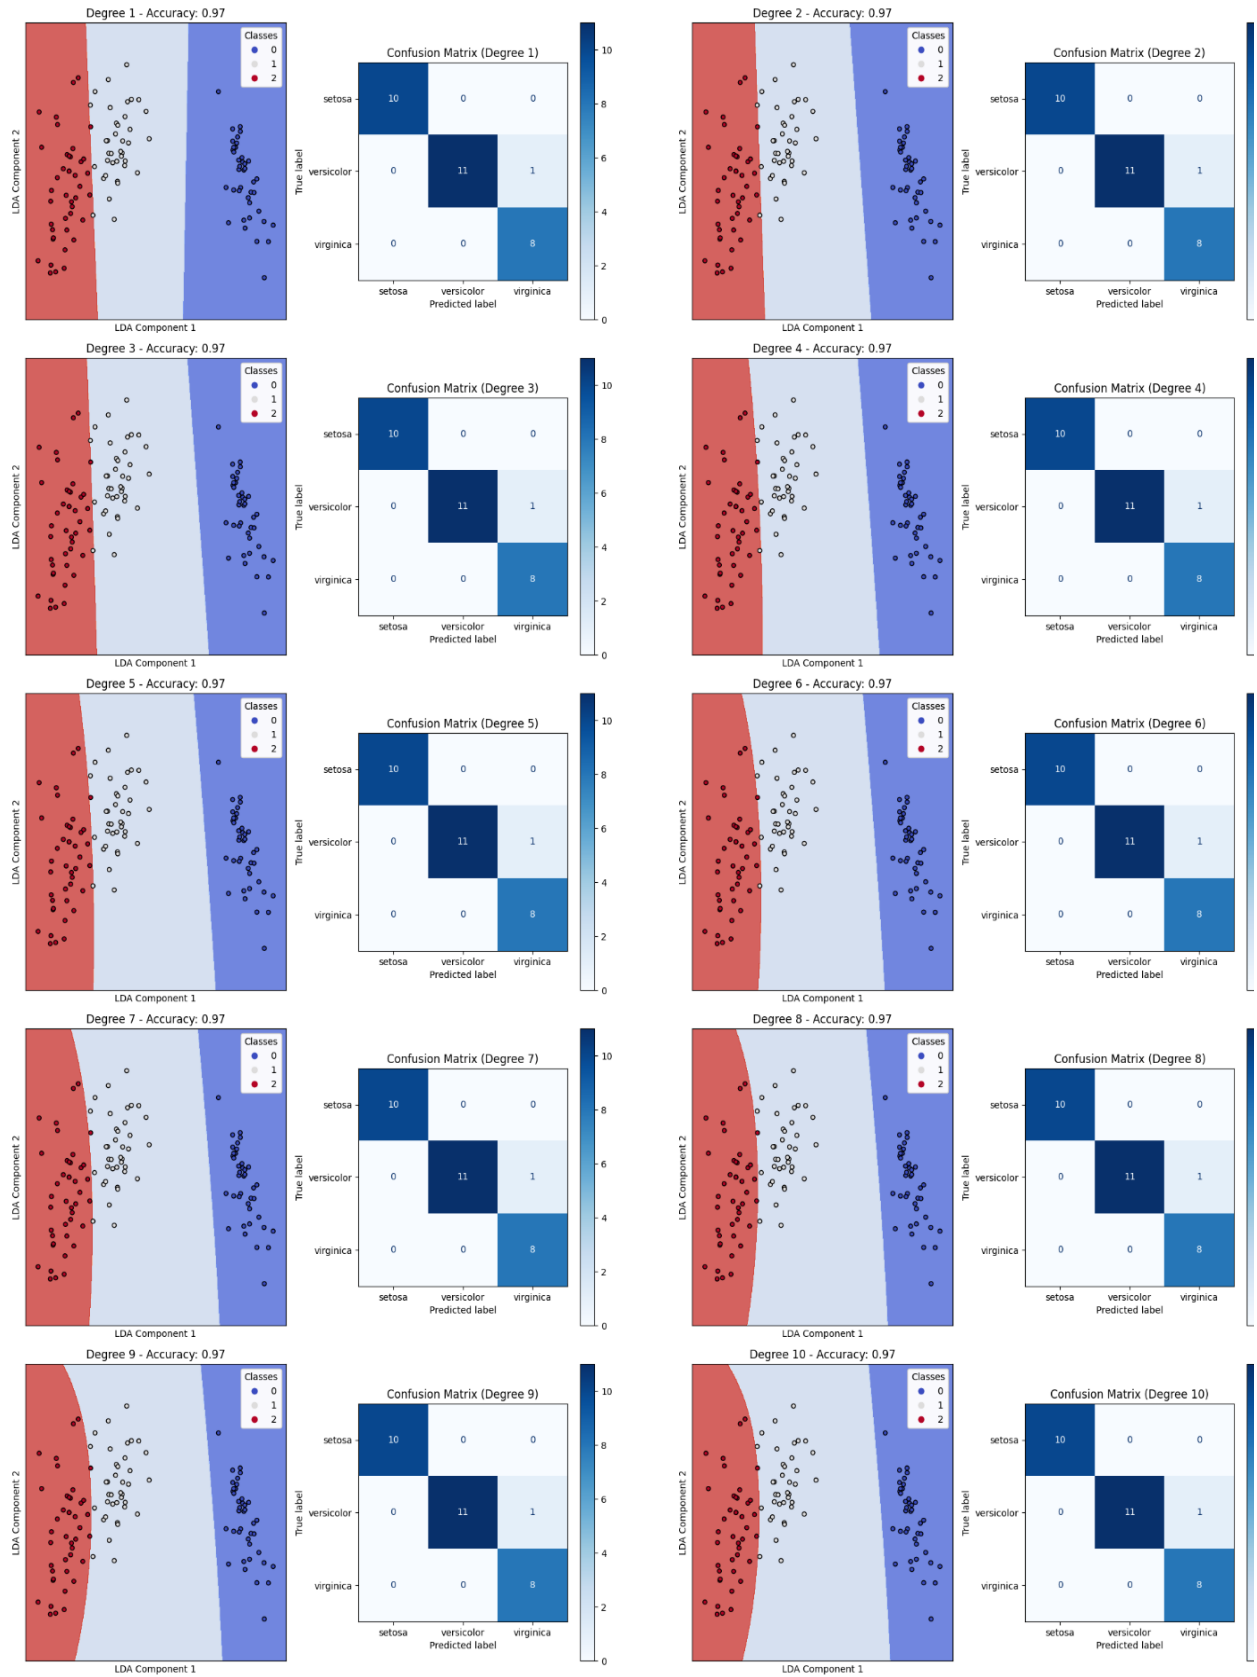 Degree 1 - Accuracy: 0.97
Classes
0
1
2
LDA Component 2
LDA Component 1
Confusion Matrix (Degree 1)
setosa 10 0 0
versicolor 0 11 1
virginica 0 0 8
setosa versicolor virginica
Predicted label
True label
10
8
6
4
2
0
Degree 2 - Accuracy: 0.97
Classes
0
1
2
LDA Component 2
LDA Component 1
Confusion Matrix (Degree 2)
setosa 10 0 0
versicolor 0 11 1
virginica 0 0 8
setosa versicolor virginica
Predicted label
True label
Degree 3 - Accuracy: 0.97
Classes
0
1
2
LDA Component 2
LDA Component 1
Confusion Matrix (Degree 3)
setosa 10 0 0
versicolor 0 11 1
virginica 0 0 8
setosa versicolor virginica
Predicted label
True label
10
8
6
4
2
0
Degree 4 - Accuracy: 0.97
Classes
0
1
2
LDA Component 2
LDA Component 1
Confusion Matrix (Degree 4)
setosa 10 0 0
versicolor 0 11 1
virginica 0 0 8
setosa versicolor virginica
Predicted label
True label
Degree 5 - Accuracy: 0.97
Classes
0
1
2
LDA Component 2
LDA Component 1
Confusion Matrix (Degree 5)
setosa 10 0 0
versicolor 0 11 1
virginica 0 0 8
setosa versicolor virginica
Predicted label
True label
10
8
6
4
2
0
Degree 6 - Accuracy: 0.97
Classes
0
1
2
LDA Component 2
LDA Component 1
Confusion Matrix (Degree 6)
setosa 10 0 0
versicolor 0 11 1
virginica 0 0 8
setosa versicolor virginica
Predicted label
True label
Degree 7 - Accuracy: 0.97
Classes
0
1
2
LDA Component 2
LDA Component 1
Confusion Matrix (Degree 7)
setosa 10 0 0
versicolor 0 11 1
virginica 0 0 8
setosa versicolor virginica
Predicted label
True label
10
8
6
4
2
0
Degree 8 - Accuracy: 0.97
Classes
0
1
2
LDA Component 2
LDA Component 1
Confusion Matrix (Degree 8)
setosa 10 0 0
versicolor 0 11 1
virginica 0 0 8
setosa versicolor virginica
Predicted label
True label
Degree 9 - Accuracy: 0.97
Classes
0
1
2
LDA Component 2
LDA Component 1
Confusion Matrix (Degree 9)
setosa 10 0 0
versicolor 0 11 1
virginica 0 0 8
setosa versicolor virginica
Predicted label
True label
10
8
6
4
2
0
Degree 10 - Accuracy: 0.97
Classes
0
1
2
LDA Component 2
LDA Component 1
Confusion Matrix (Degree 10)
setosa 10 0 0
versicolor 0 11 1
virginica 0 0 8
setosa versicolor virginica
Predicted label
True label